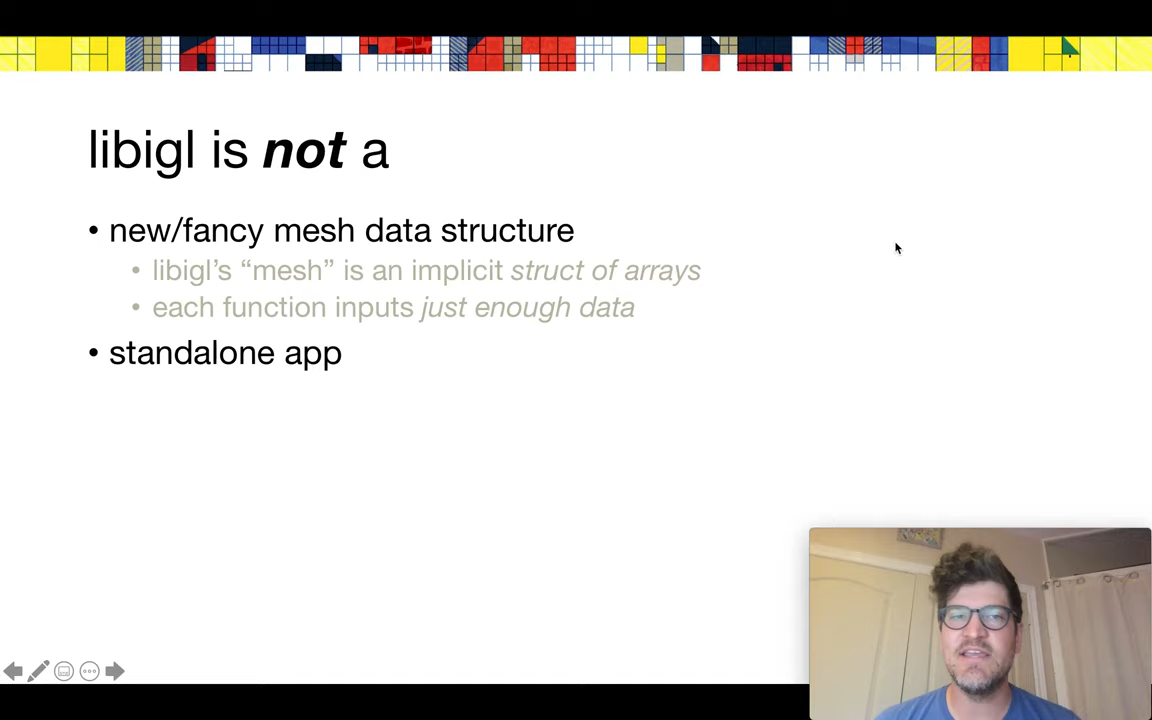 libigl is not a
• new/fancy mesh data structure
• libigl’s “mesh” is an implicit struct of arrays
• each function inputs just enough data
• standalone app